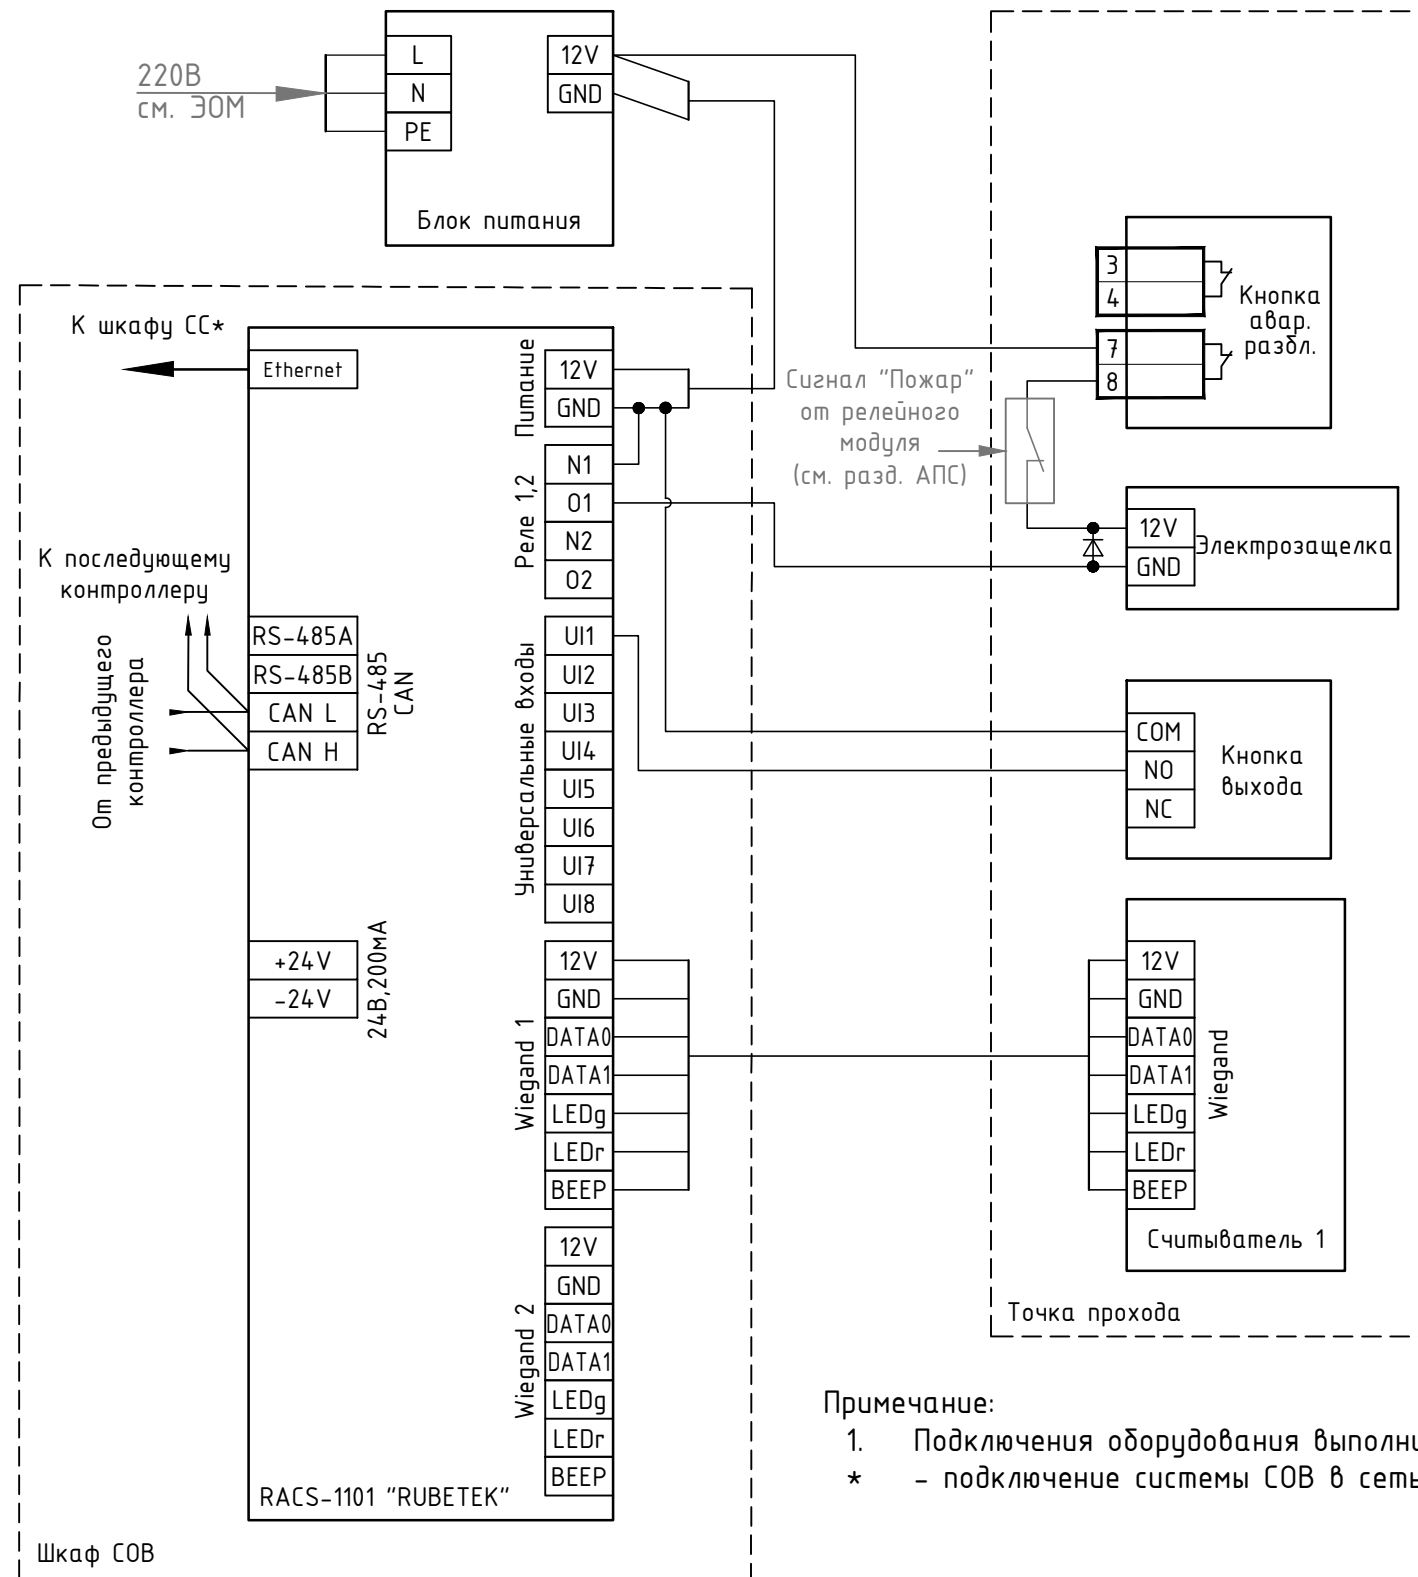 220В
см. ЭОМ
L
N
PE
12V
GND
Блок питания
К шкафу СС*
Ethernet
Питание
12V
GND
Реле 1,2
N1
O1
N2
O2
К последующему
контроллеру
От предыдущего
контроллера
RS-485A
RS-485B
CAN L
CAN H
RS-485
CAN
Универсальные входы
UI1
UI2
UI3
UI4
UI5
UI6
UI7
UI8
+24V
-24V
24В,200мА
Wiegand 1
12V
GND
DATA0
DATA1
LEDg
LEDr
BEEP
Wiegand 2
12V
GND
DATA0
DATA1
LEDg
LEDr
BEEP
RACS-1101 "RUBETEK"
Шкаф СОВ
3
4
7
8
Кнопка
авар.
разбл.
Сигнал "Пожар"
от релейного
модуля
(см. разд. АПС)
12V
GND
Электрозащелка
COM
NO
NC
Кнопка
выхода
12V
GND
DATA0
DATA1
LEDg
LEDr
BEEP
Wiegand
Считыватель 1
Точка прохода
Примечание:
1. Подключения оборудования выполни
* - подключение системы СОВ в сеть